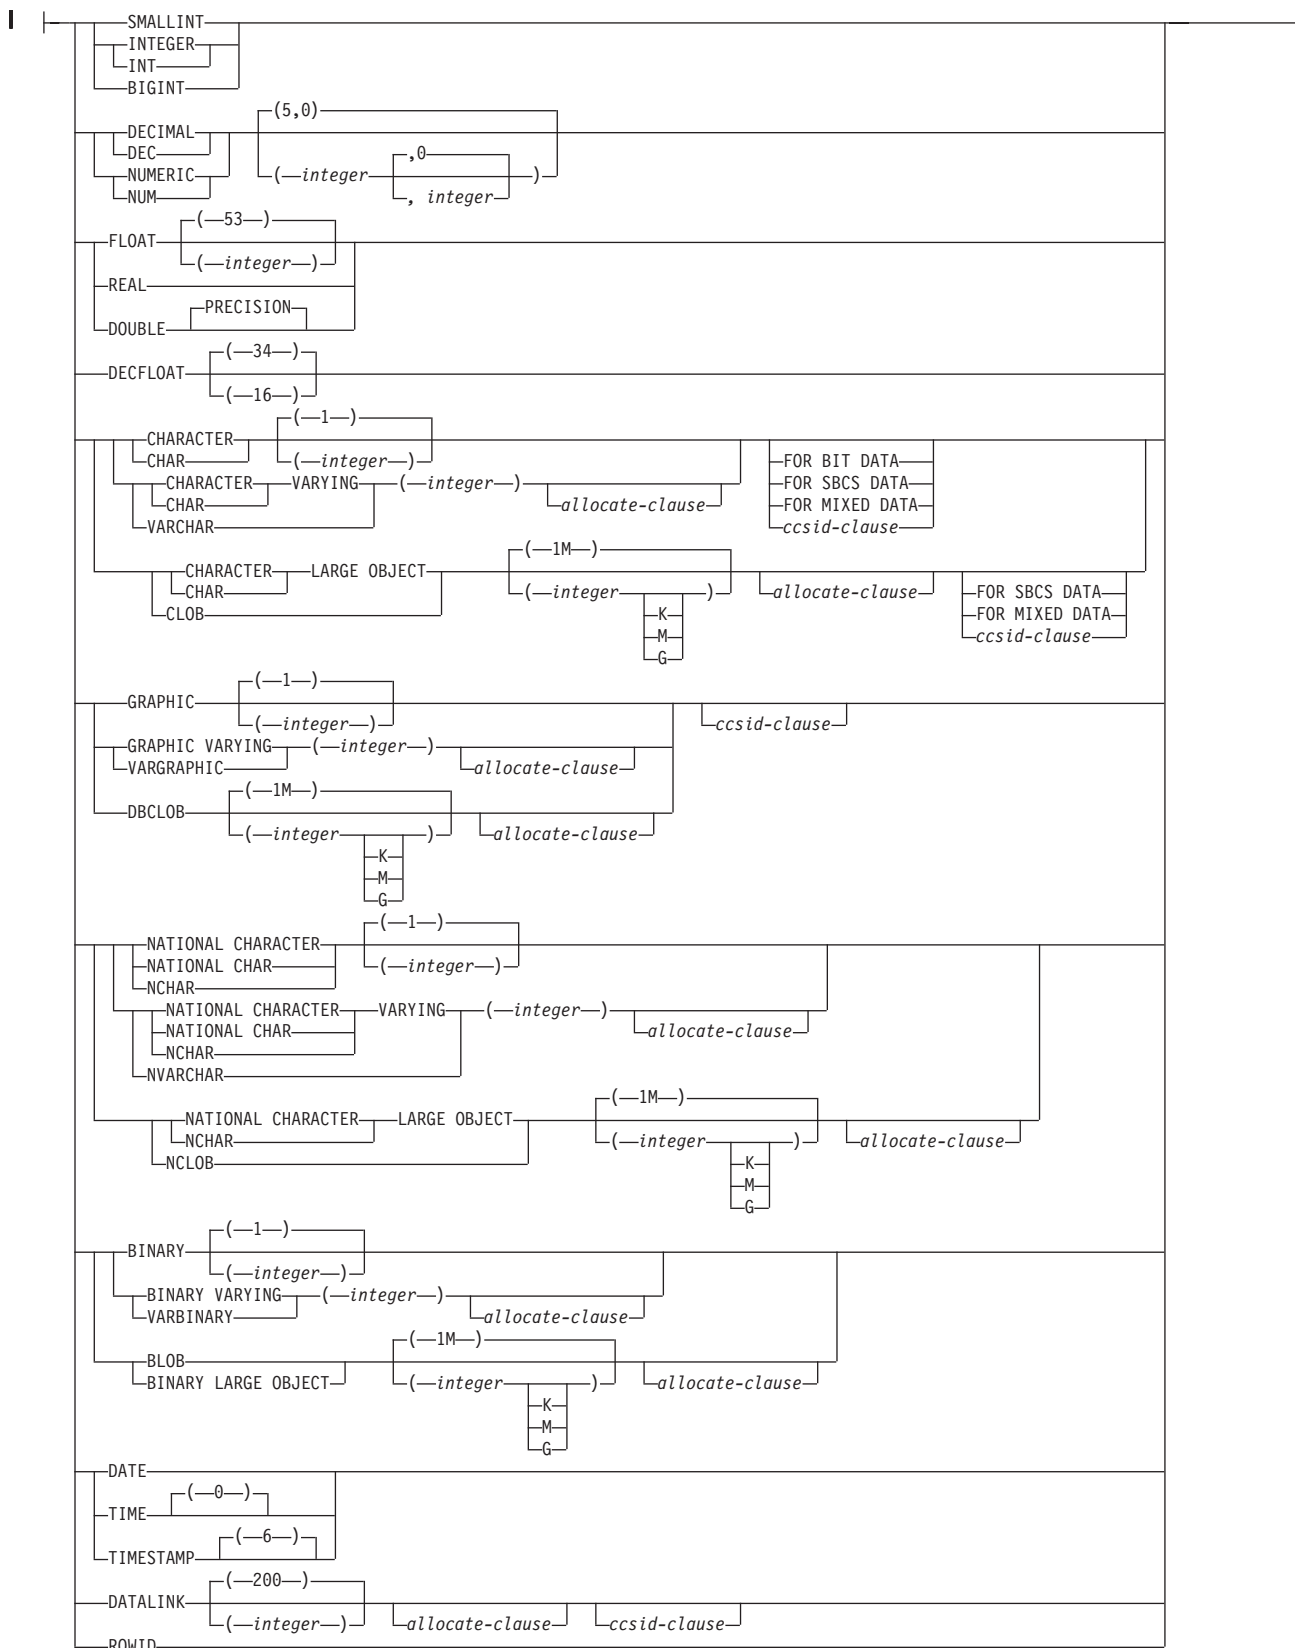 SMALLINT
INTEGER
INT
BIGINT
(5,0)
DECIMAL
DEC
,0
NUMERIC ( integer )
NUM , integer
( 53 )
FLOAT
( integer )
REAL
PRECISION
DOUBLE
( 34 )
DECFLOAT
( 16 )
( 1 )
CHARACTER
CHAR ( integer ) FOR BIT DATA
CHARACTER VARYING ( integer ) FOR SBCS DATA
CHAR allocate-clause FOR MIXED DATA
VARCHAR ccsid-clause
( 1M )
CHARACTER LARGE OBJECT
CHAR ( integer ) allocate-clause FOR SBCS DATA
CLOB K FOR MIXED DATA
M ccsid-clause
G
( 1 )
GRAPHIC
( integer ) ccsid-clause
GRAPHIC VARYING ( integer )
VARGRAPHIC allocate-clause
( 1M )
DBCLOB
( integer ) allocate-clause
K
M
G
( 1 )
NATIONAL CHARACTER
NATIONAL CHAR ( integer )
NCHAR
NATIONAL CHARACTER VARYING ( integer )
NATIONAL CHAR allocate-clause
NCHAR
NVARCHAR
( 1M )
NATIONAL CHARACTER LARGE OBJECT
NCHAR ( integer ) allocate-clause
NCLOB K
M
G
( 1 )
BINARY
( integer )
BINARY VARYING ( integer )
VARBINARY allocate-clause
( 1M )
BLOB
BINARY LARGE OBJECT ( integer ) allocate-clause
K
M
G
DATE
( 0 )
TIME
( 6 )
TIMESTAMP
( 200 )
DATALINK
( integer ) allocate-clause ccsid-clause
ROWID